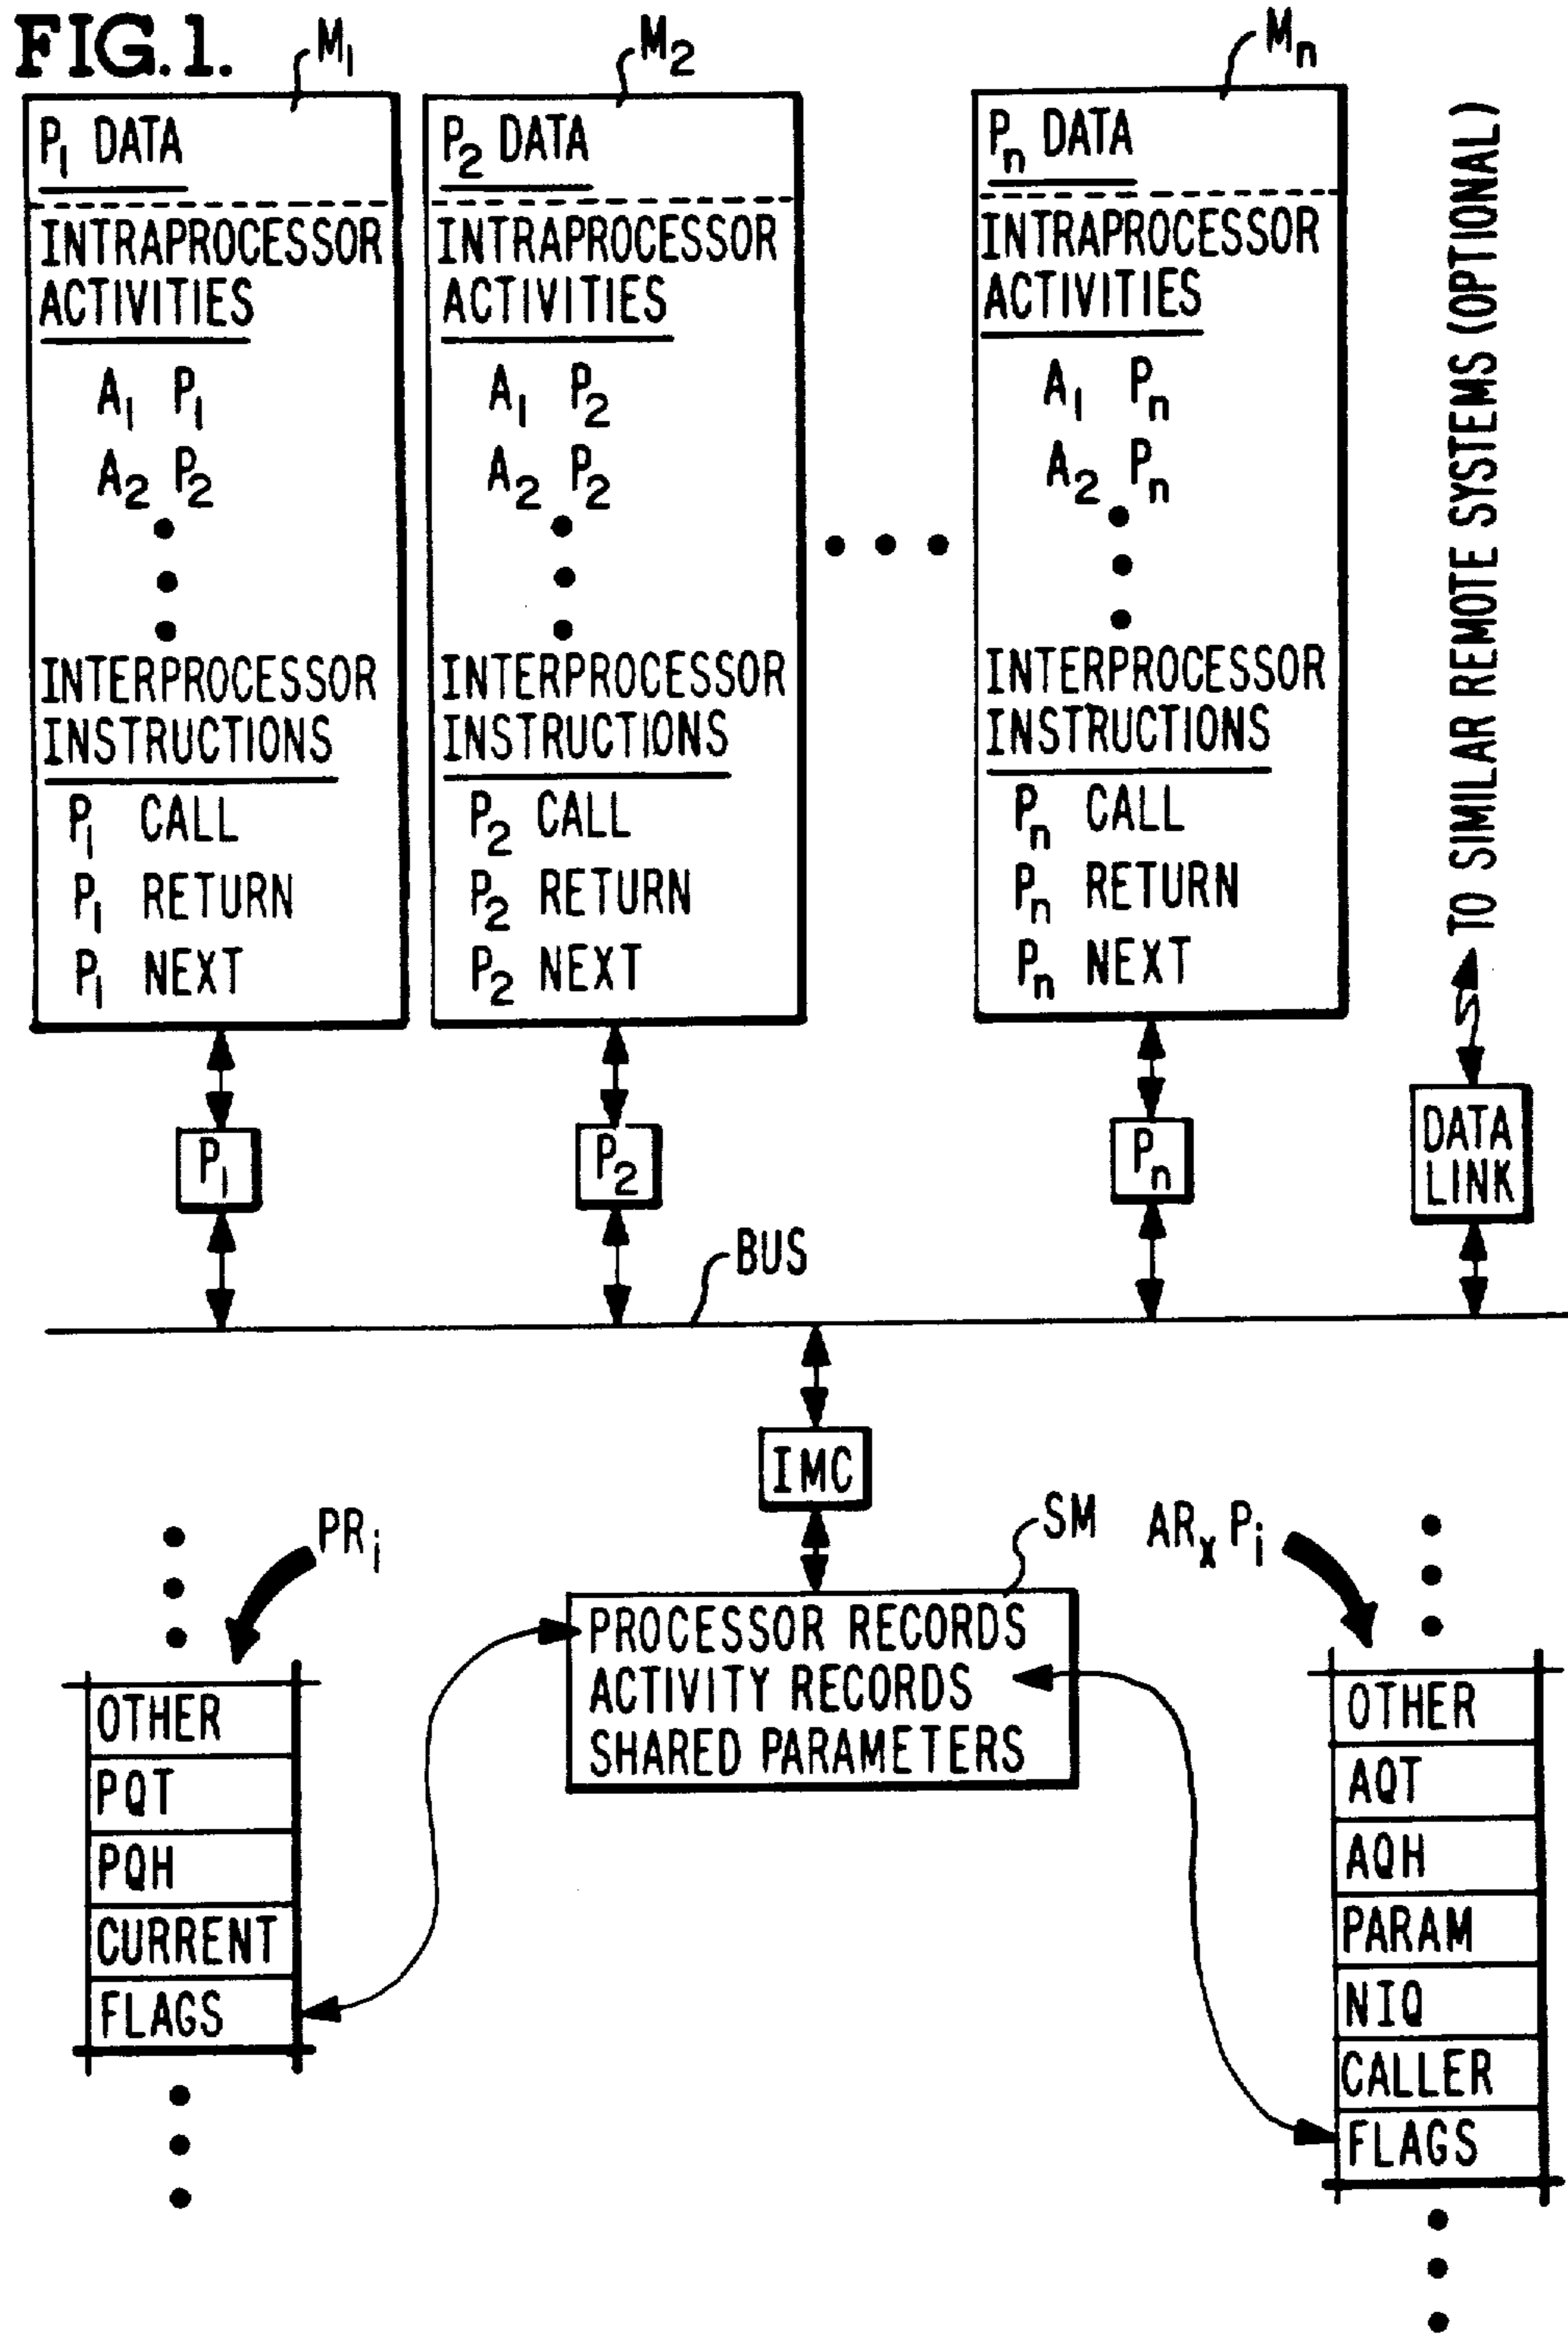 FIG.1.
M₁
P₁ DATA
INTRAPROCESSOR
ACTIVITIES
A₁ P₁
A₂ P₂
INTERPROCESSOR
INSTRUCTIONS
P₁ CALL
P₁ RETURN
P₁ NEXT
M₂
P₂ DATA
INTRAPROCESSOR
ACTIVITIES
A₁ P₂
A₂ P₂
INTERPROCESSOR
INSTRUCTIONS
P₂ CALL
P₂ RETURN
P₂ NEXT
Mₙ
Pₙ DATA
INTRAPROCESSOR
ACTIVITIES
A₁ Pₙ
A₂ Pₙ
INTERPROCESSOR
INSTRUCTIONS
Pₙ CALL
Pₙ RETURN
Pₙ NEXT
TO SIMILAR REMOTE SYSTEMS (OPTIONAL)
P₁
P₂
Pₙ
DATA
LINK
BUS
IMC
SM
PROCESSOR RECORDS
ACTIVITY RECORDS
SHARED PARAMETERS
PRᵢ
OTHER
PQT
PQH
CURRENT
FLAGS
ARₓ Pᵢ
OTHER
AQT
AQH
PARAM
NIQ
CALLER
FLAGS